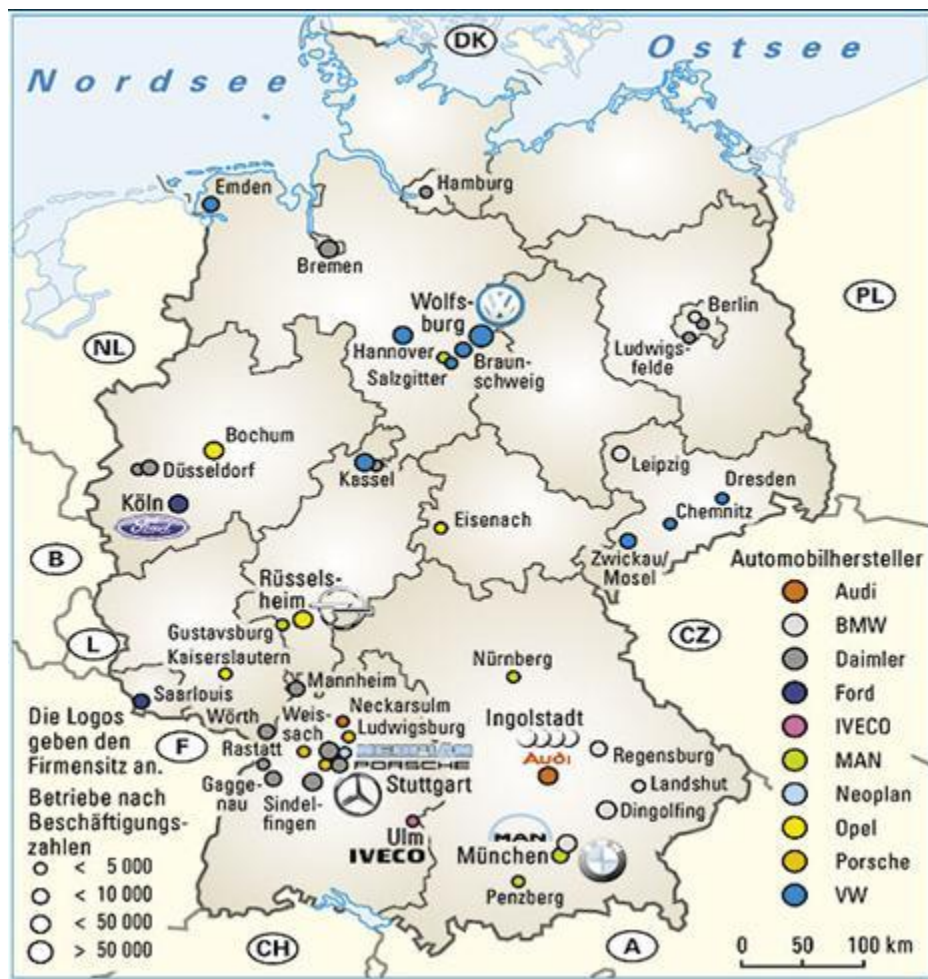 Nordsee
DK
Ostsee
Emden
Hamburg
Bremen
Wolfs-
burg
PL
Berlin
NL
Hannover
Salzgitter
Braun-
schweig
Ludwigs-
felde
Bochum
Düsseldorf
Kassel
Leipzig
Dresden
Köln
Ford
Chemnitz
Eisenach
B
Zwickau/
Mosel
Automobilhersteller
Audi
BMW
Daimler
Ford
IVECO
MAN
Neoplan
Opel
Porsche
VW
Rüssels-
heim
Gustavsburg
L
CZ
Kaiserslautern
Nürnberg
Saarlouis
Mannheim
Neckarsulm
Wörth
Weis-
sach
Ludwigsburg
Ingolstadt
Audi
Die Logos
geben den
Firmensitz an.
F
Rastatt
PORSCHE
Regensburg
Gagge-
nau
Sindel-
fingen
Stuttgart
Landshut
Dingolfing
Betriebe nach
Beschäftigungs-
zahlen
< 5 000
< 10 000
< 50 000
> 50 000
Ulm
IVECO
MAN
München
Penzberg
CH
A
0 50 100 km